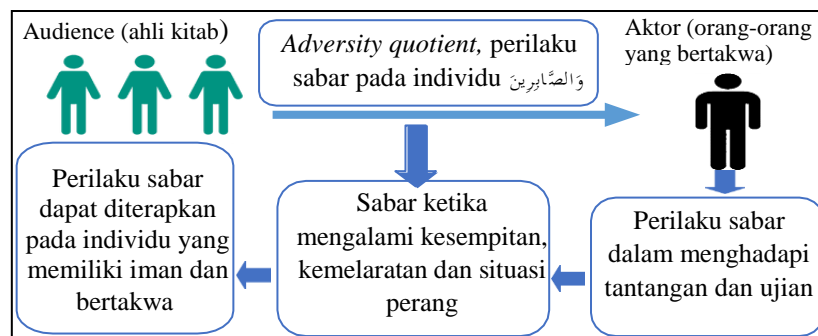 Audience (ahli kitab)
Adversity quotient, perilaku
sabar pada individu وَالصَّابِرِينَ
Aktor (orang-orang
yang bertakwa)
Perilaku sabar
dapat diterapkan
pada individu yang
memiliki iman dan
bertakwa
Sabar ketika
mengalami kesempitan,
kemelaratan dan situasi
perang
Perilaku sabar
dalam menghadapi
tantangan dan ujian